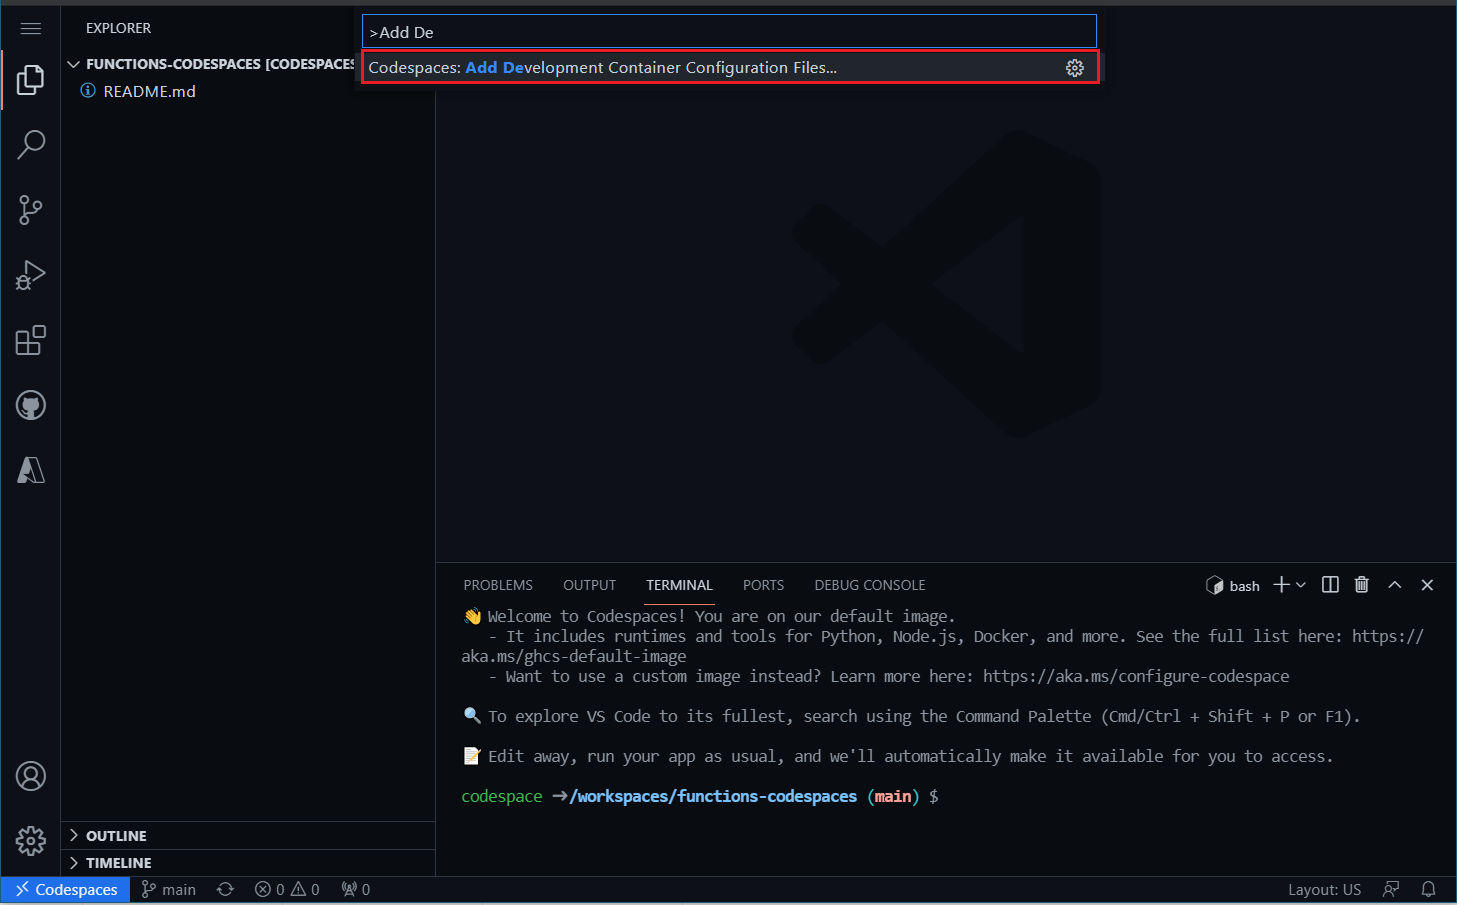 EXPLORER
>Add De
FUNCTIONS-CODESPACES [CODESPACES
Codespaces: Add Development Container Configuration Files...
README.md
PROBLEMS OUTPUT TERMINAL PORTS DEBUG CONSOLE bash
👋 Welcome to Codespaces! You are on our default image.
- It includes runtimes and tools for Python, Node.js, Docker, and more. See the full list here: https://
aka.ms/ghcs-default-image
- Want to use a custom image instead? Learn more here: https://aka.ms/configure-codespace
🔍 To explore VS Code to its fullest, search using the Command Palette (Cmd/Ctrl + Shift + P or F1).
📝 Edit away, run your app as usual, and we'll automatically make it available for you to access.
codespace ➜/workspaces/functions-codespaces (main) $
OUTLINE
TIMELINE
Codespaces main 0 0 0 Layout: US